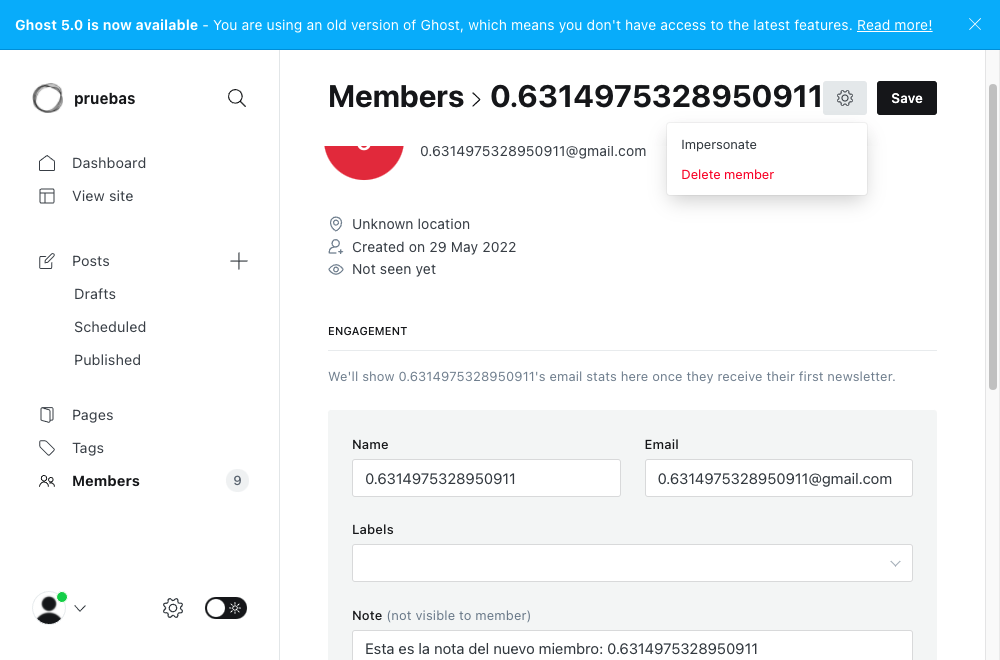 Ghost 5.0 is now available - You are using an old version of Ghost, which means you don't have access to the latest features. Read more!
pruebas
Dashboard
View site
Posts
Drafts
Scheduled
Published
Pages
Tags
Members 9
Members > 0.6314975328950911
Save
Impersonate
Delete member
0.6314975328950911@gmail.com
Unknown location
Created on 29 May 2022
Not seen yet
ENGAGEMENT
We'll show 0.6314975328950911's email stats here once they receive their first newsletter.
Name
0.6314975328950911
Email
0.6314975328950911@gmail.com
Labels
Note (not visible to member)
Esta es la nota del nuevo miembro: 0.6314975328950911